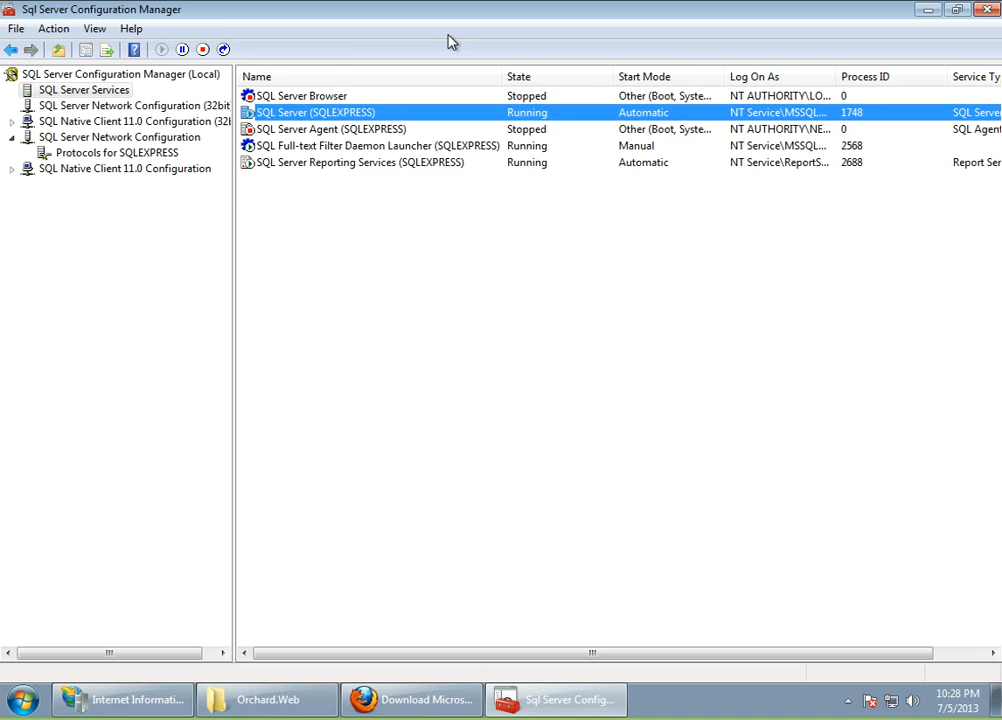 Sql Server Configuration Manager
File Action View Help
SQL Server Configuration Manager (Local)
SQL Server Services
SQL Server Network Configuration (32bit
SQL Native Client 11.0 Configuration (32l
SQL Server Network Configuration
Protocols for SQLEXPRESS
SQL Native Client 11.0 Configuration
Name State Start Mode Log On As Process ID Service Ty
SQL Server Browser Stopped Other (Boot, Syste... NT AUTHORITY\LO... 0
SQL Server (SQLEXPRESS) Running Automatic NT Service\MSSQL... 1748 SQL Server
SQL Server Agent (SQLEXPRESS) Stopped Other (Boot, Syste... NT AUTHORITY\NE... 0 SQL Agent
SQL Full-text Filter Daemon Launcher (SQLEXPRESS) Running Manual NT Service\MSSQL... 2568
SQL Server Reporting Services (SQLEXPRESS) Running Automatic NT Service\ReportS... 2688 Report Ser
Internet Informati... Orchard.Web Download Micros... Sql Server Config...
10:28 PM
7/5/2013